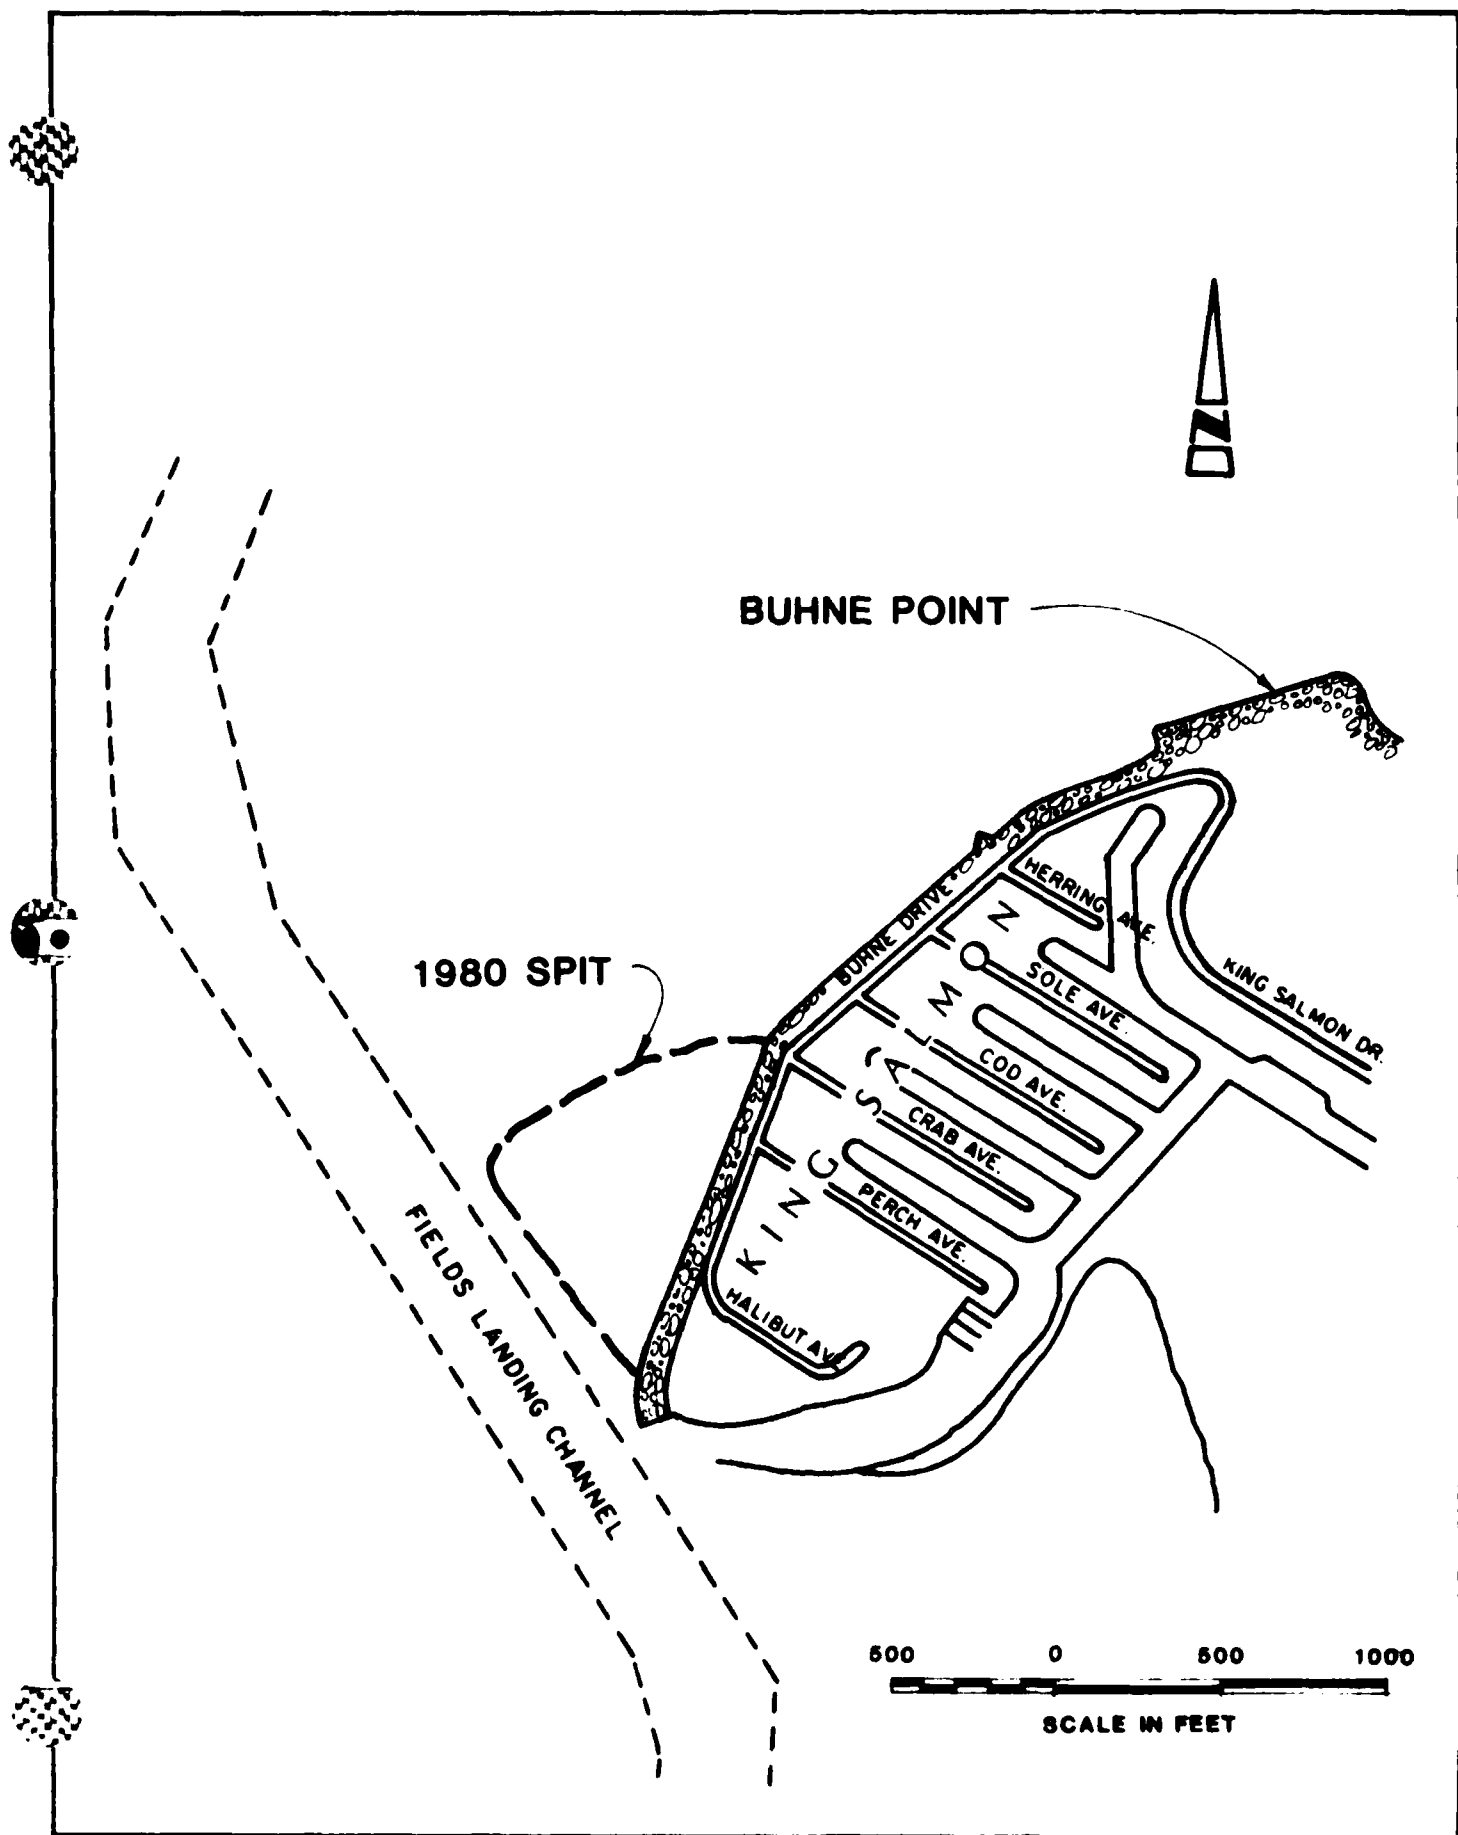 N
BUHNE POINT
HERRING AVE.
BUHNE DRIVE
1980 SPIT
SOLE AVE.
KING SALMON DR.
COD AVE.
KING SALMON
CRAB AVE.
PERCH AVE.
FIELDS LANDING CHANNEL
HALIBUT AVE
500 0 500 1000
SCALE IN FEET